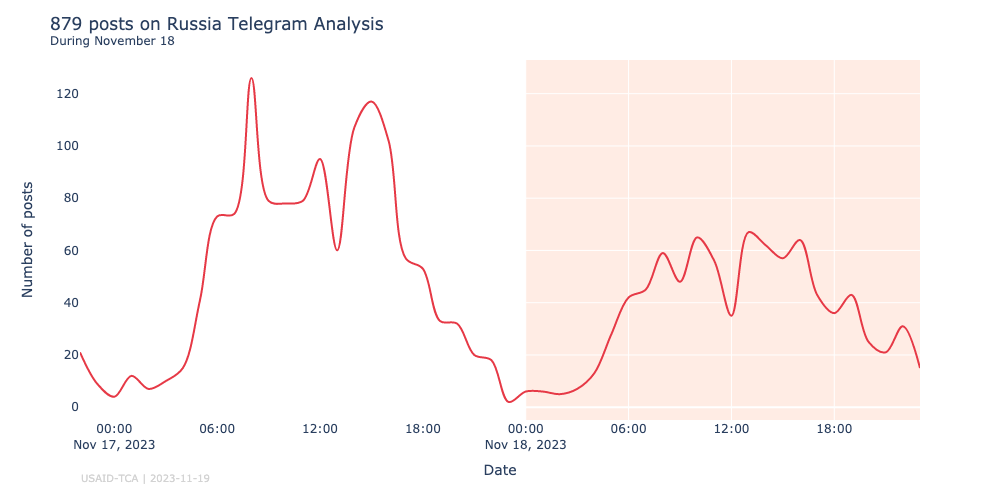 879 posts on Russia Telegram Analysis
During November 18
120
100
80
60
40
20
0
Number of posts
00:00 06:00 12:00 18:00 00:00 06:00 12:00 18:00
Nov 17, 2023 Nov 18, 2023
Date
USAID-TCA | 2023-11-19